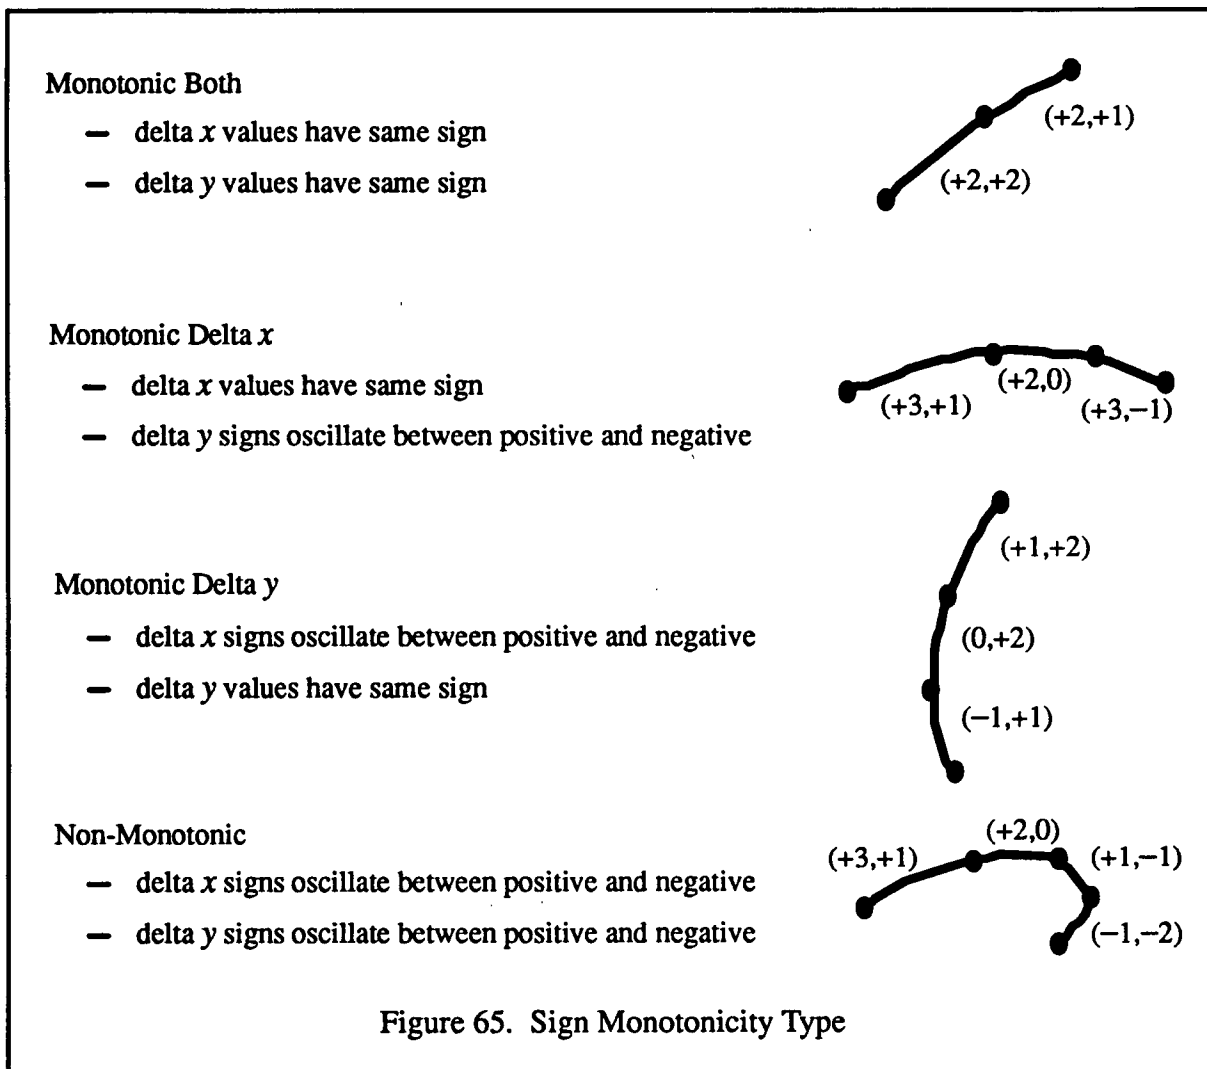 Monotonic Both
(+2,+1)
— delta x values have same sign
— delta y values have same sign
(+2,+2)
Monotonic Delta x
— delta x values have same sign
(+3,+1) (+2,0) (+3,−1)
— delta y signs oscillate between positive and negative
(+1,+2)
Monotonic Delta y
— delta x signs oscillate between positive and negative
(0,+2)
— delta y values have same sign
(−1,+1)
Non-Monotonic
(+3,+1) (+2,0) (+1,−1)
— delta x signs oscillate between positive and negative
— delta y signs oscillate between positive and negative
(−1,−2)
Figure 65. Sign Monotonicity Type